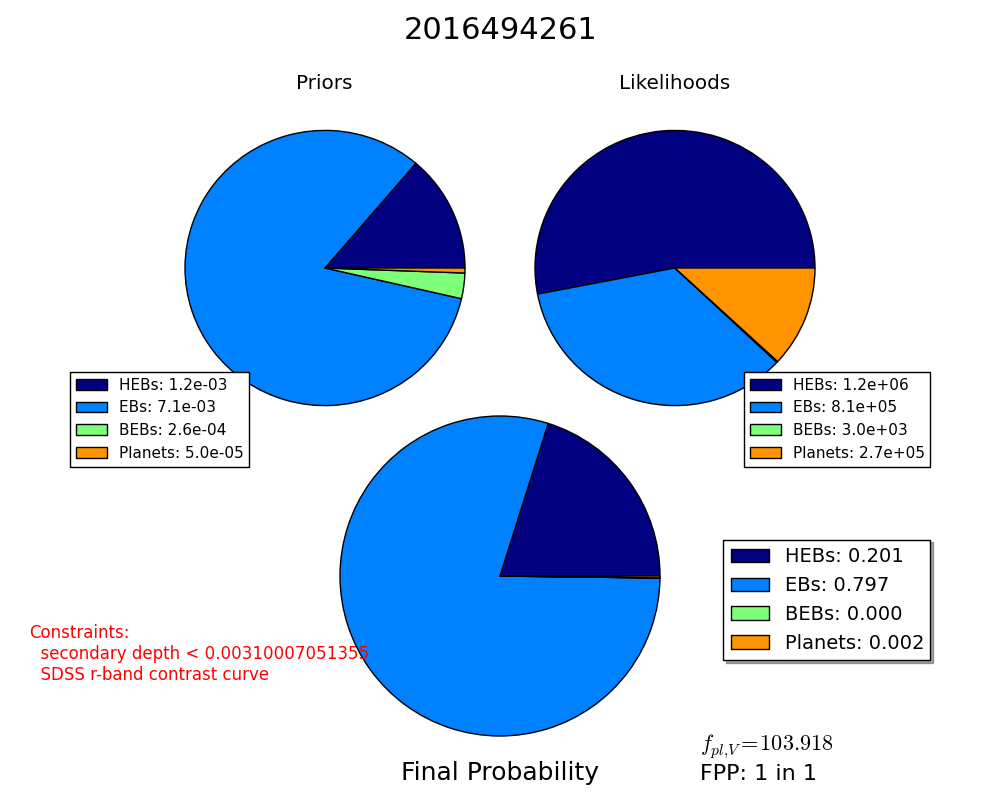 2016494261
Priors
Likelihoods
HEBs: 1.2e-03
EBs: 7.1e-03
BEBs: 2.6e-04
Planets: 5.0e-05
HEBs: 1.2e+06
EBs: 8.1e+05
BEBs: 3.0e+03
Planets: 2.7e+05
HEBs: 0.201
EBs: 0.797
BEBs: 0.000
Planets: 0.002
Constraints:
secondary depth < 0.00310007051355
SDSS r-band contrast curve
Final Probability
f_{pl,V}=103.918
FPP: 1 in 1